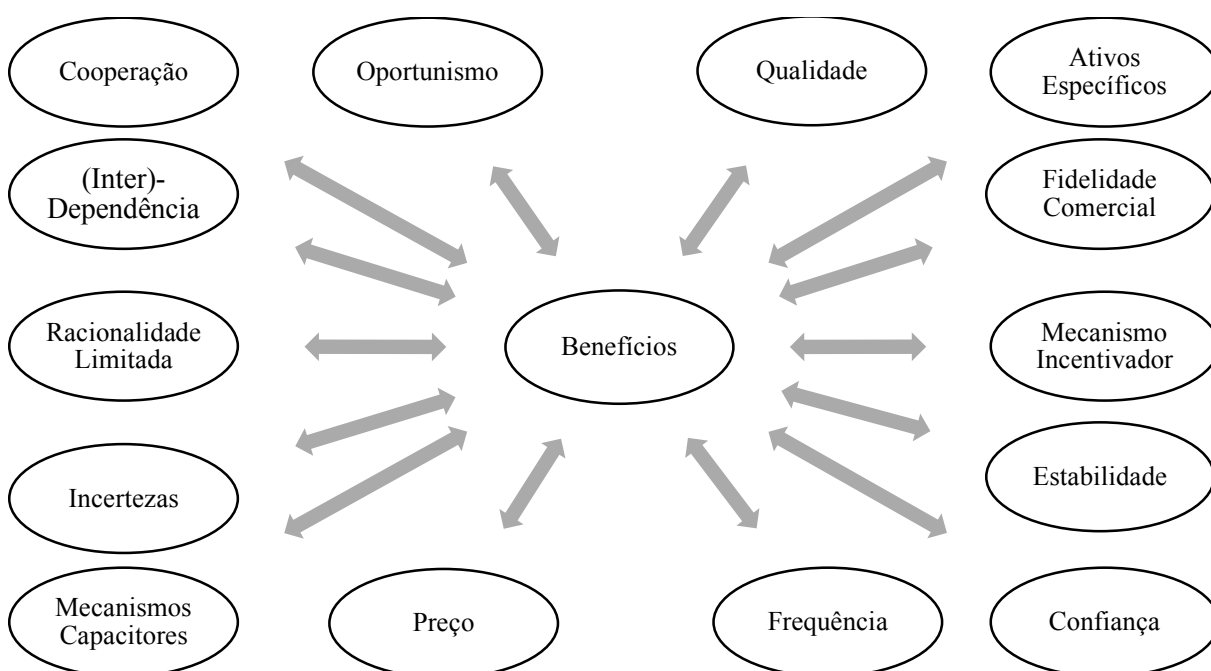 Cooperação
Oportunismo
Qualidade
Ativos
Específicos
(Inter)-
Dependência
Fidelidade
Comercial
Racionalidade
Limitada
Benefícios
Mecanismo
Incentivador
Incertezas
Estabilidade
Mecanismos
Capacitores
Preço
Frequência
Confiança